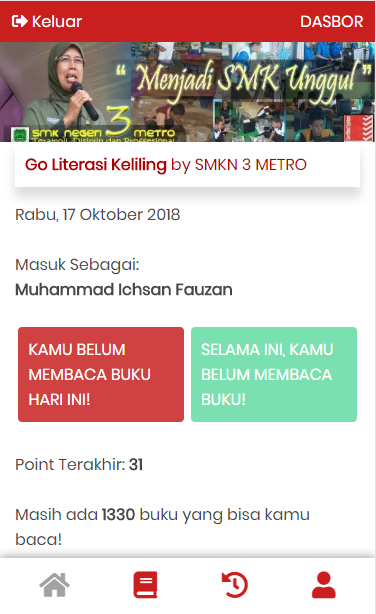 Keluar
DASBOR
“ Menjadi SMK Unggul ”
smk negeri 3 metro
Terampil, Disiplin dan Professional
Go Literasi Keliling by SMKN 3 METRO
Rabu, 17 Oktober 2018
Masuk Sebagai:
Muhammad Ichsan Fauzan
KAMU BELUM
MEMBACA BUKU
HARI INI!
SELAMA INI, KAMU
BELUM MEMBACA
BUKU!
Point Terakhir: 31
Masih ada 1330 buku yang bisa kamu
baca!